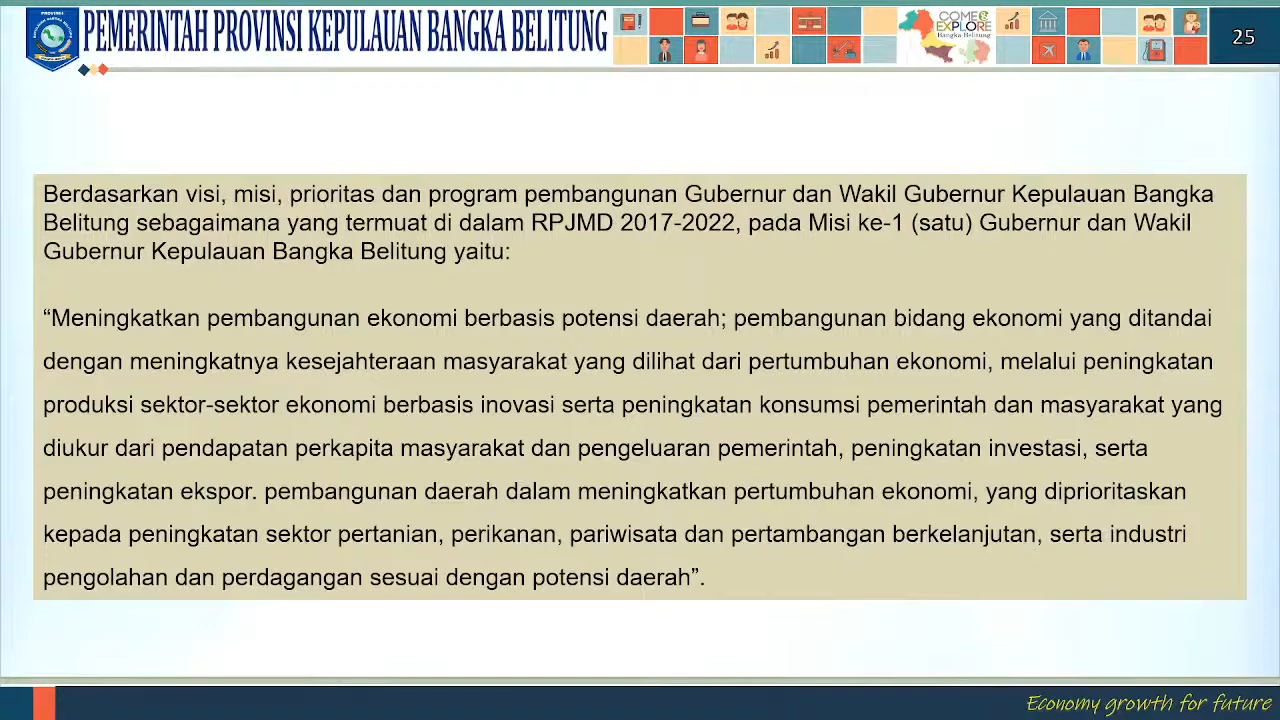 PEMERINTAH PROVINSI KEPULAUAN BANGKA BELITUNG
COME & EXPLORE
Bangka Belitung
25
Berdasarkan visi, misi, prioritas dan program pembangunan Gubernur dan Wakil Gubernur Kepulauan Bangka
Belitung sebagaimana yang termuat di dalam RPJMD 2017-2022, pada Misi ke-1 (satu) Gubernur dan Wakil
Gubernur Kepulauan Bangka Belitung yaitu:
“Meningkatkan pembangunan ekonomi berbasis potensi daerah; pembangunan bidang ekonomi yang ditandai
dengan meningkatnya kesejahteraan masyarakat yang dilihat dari pertumbuhan ekonomi, melalui peningkatan
produksi sektor-sektor ekonomi berbasis inovasi serta peningkatan konsumsi pemerintah dan masyarakat yang
diukur dari pendapatan perkapita masyarakat dan pengeluaran pemerintah, peningkatan investasi, serta
peningkatan ekspor. pembangunan daerah dalam meningkatkan pertumbuhan ekonomi, yang diprioritaskan
kepada peningkatan sektor pertanian, perikanan, pariwisata dan pertambangan berkelanjutan, serta industri
pengolahan dan perdagangan sesuai dengan potensi daerah”.
Economy growth for future